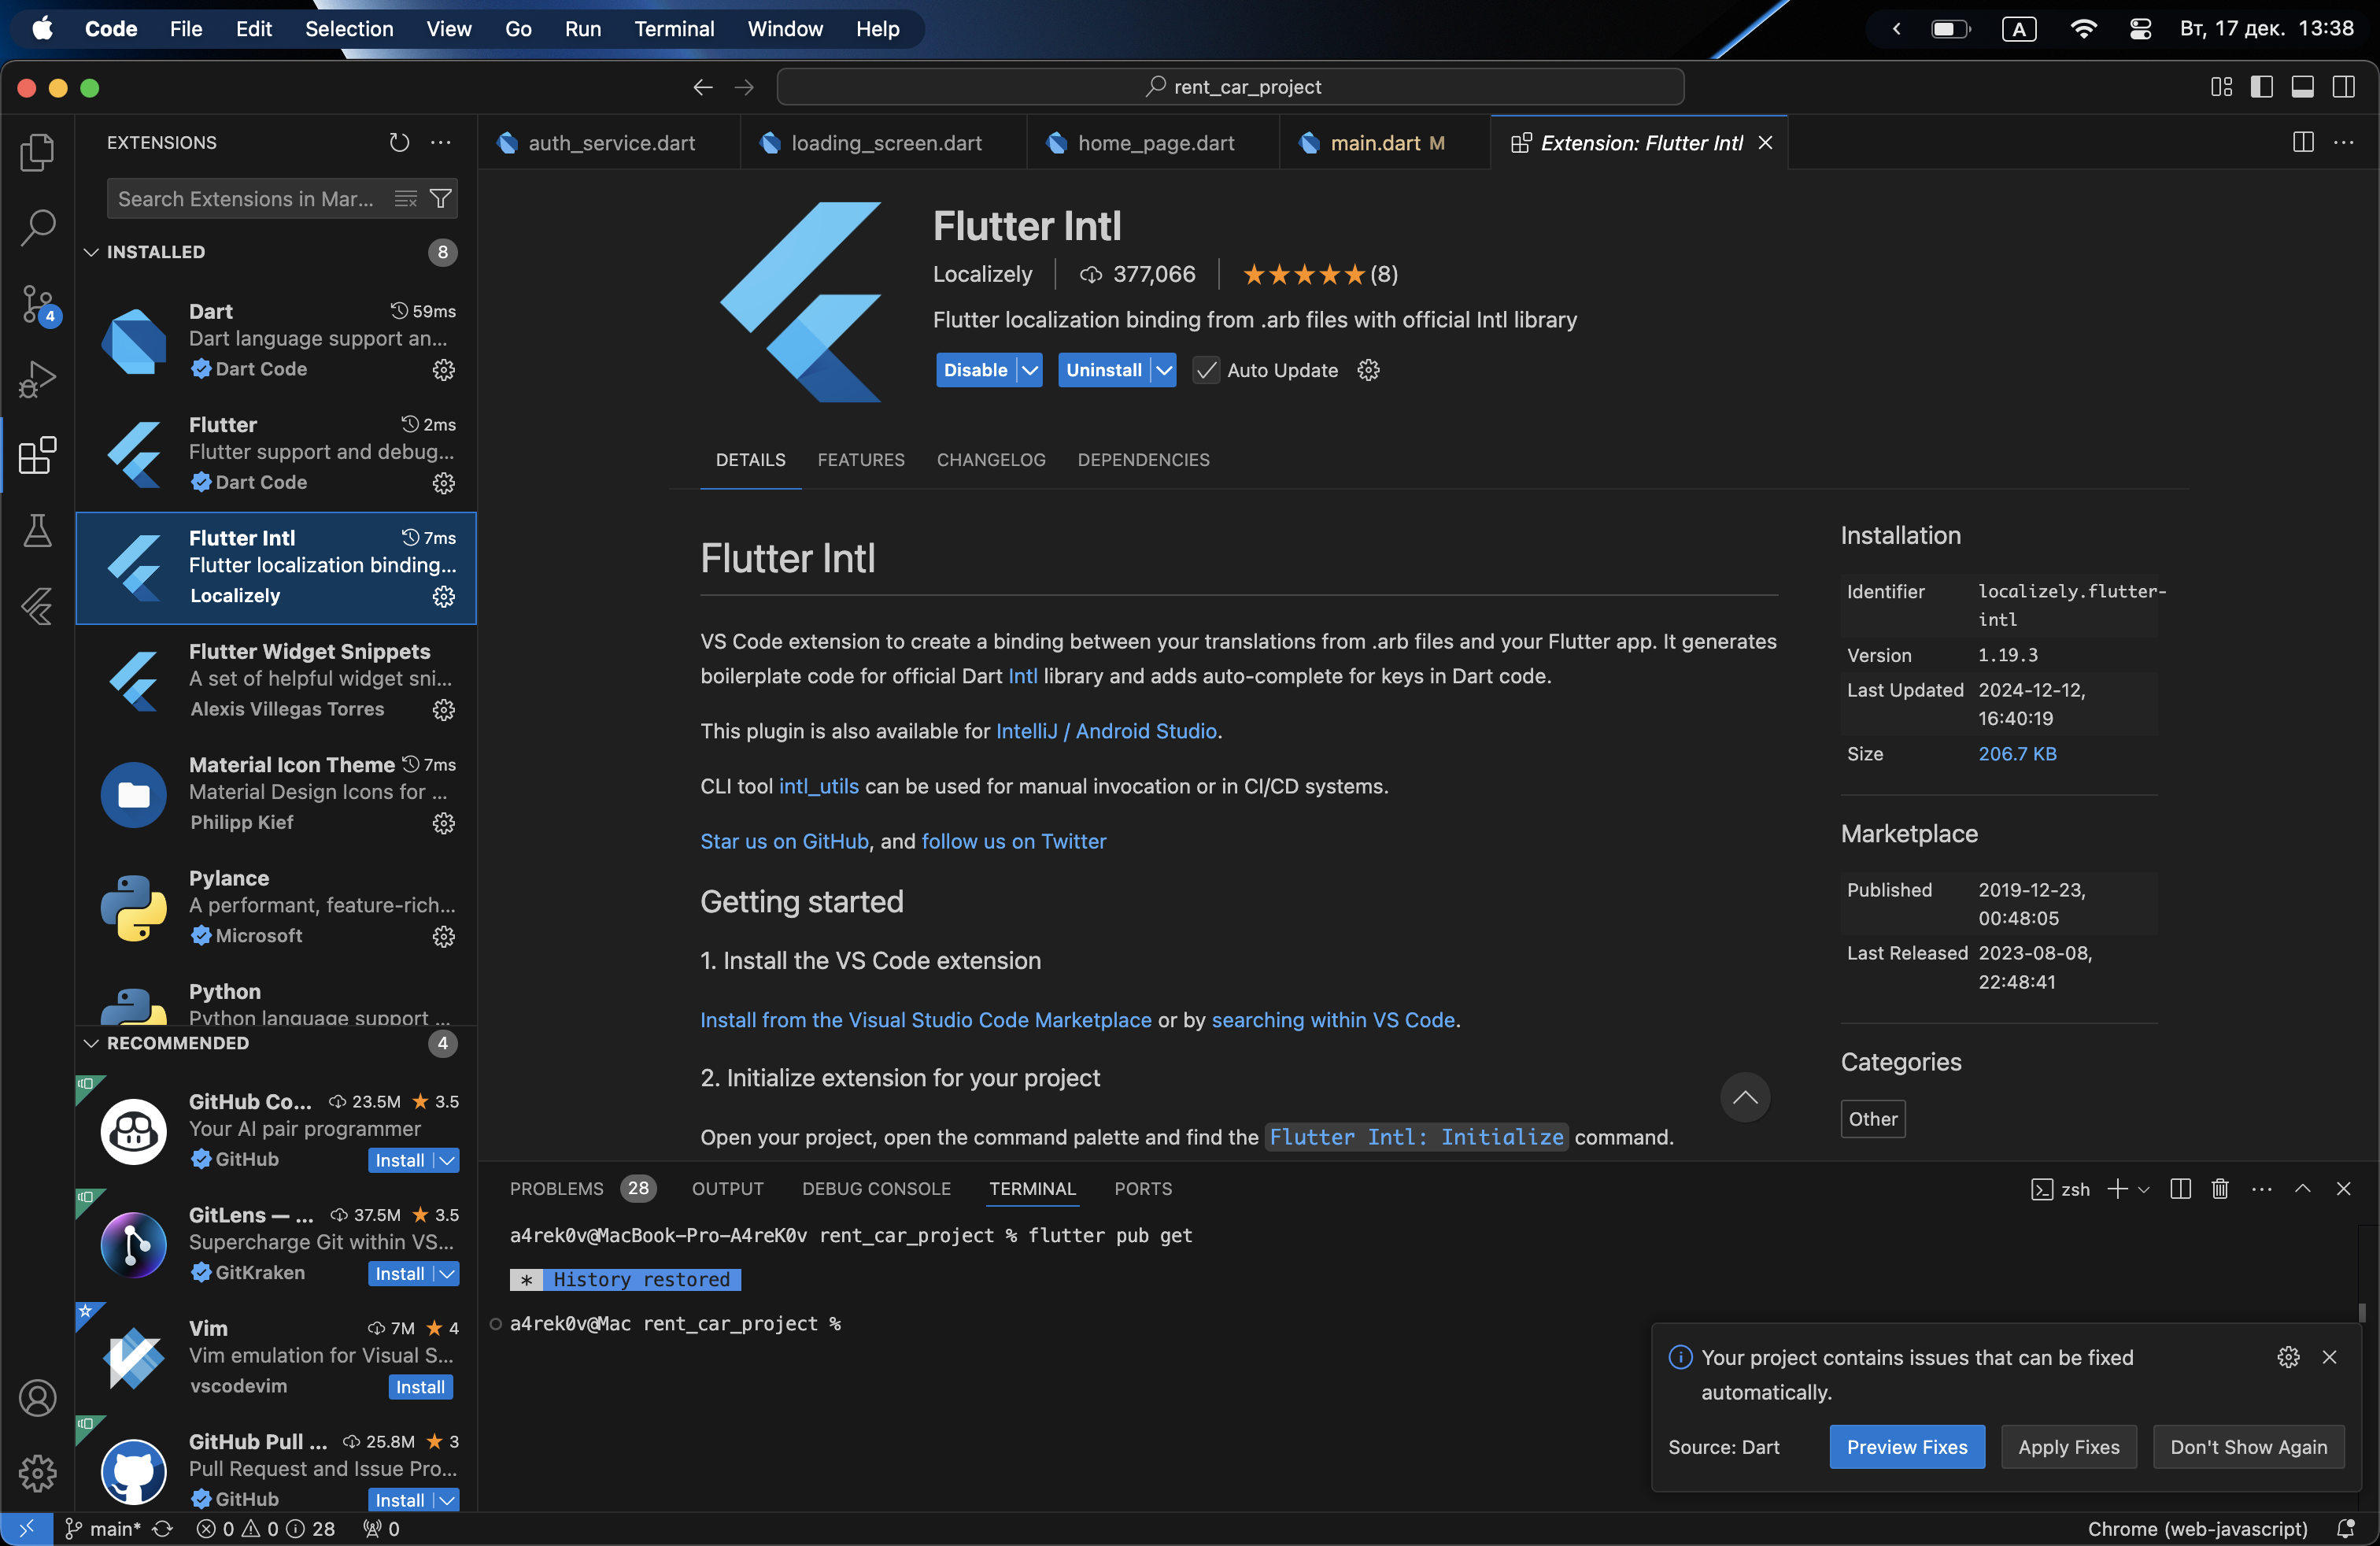 Code File Edit Selection View Go Run Terminal Window Help
A Вт, 17 дек. 13:38
rent_car_project
EXTENSIONS
Search Extensions in Mar...
INSTALLED 8
Dart 59ms
Dart language support an...
Dart Code
Flutter 2ms
Flutter support and debug...
Dart Code
Flutter Intl 7ms
Flutter localization binding...
Localizely
Flutter Widget Snippets
A set of helpful widget sni...
Alexis Villegas Torres
Material Icon Theme 7ms
Material Design Icons for ...
Philipp Kief
Pylance
A performant, feature-rich...
Microsoft
Python
Python language support ...
RECOMMENDED 4
GitHub Co... 23.5M 3.5
Your AI pair programmer
GitHub Install
GitLens — ... 37.5M 3.5
Supercharge Git within VS...
GitKraken Install
Vim 7M 4
Vim emulation for Visual S...
vscodevim Install
GitHub Pull ... 25.8M 3
Pull Request and Issue Pro...
GitHub Install
4
auth_service.dart loading_screen.dart home_page.dart main.dart M Extension: Flutter Intl
Flutter Intl
Localizely 377,066 (8)
Flutter localization binding from .arb files with official Intl library
Disable Uninstall Auto Update
DETAILS FEATURES CHANGELOG DEPENDENCIES
Flutter Intl
VS Code extension to create a binding between your translations from .arb files and your Flutter app. It generates
boilerplate code for official Dart Intl library and adds auto-complete for keys in Dart code.
This plugin is also available for IntelliJ / Android Studio.
CLI tool intl_utils can be used for manual invocation or in CI/CD systems.
Star us on GitHub, and follow us on Twitter
Getting started
1. Install the VS Code extension
Install from the Visual Studio Code Marketplace or by searching within VS Code.
2. Initialize extension for your project
Open your project, open the command palette and find the Flutter Intl: Initialize command.
Installation
Identifier localizely.flutter-
intl
Version 1.19.3
Last Updated 2024-12-12,
16:40:19
Size 206.7 KB
Marketplace
Published 2019-12-23,
00:48:05
Last Released 2023-08-08,
22:48:41
Categories
Other
PROBLEMS 28 OUTPUT DEBUG CONSOLE TERMINAL PORTS zsh
a4rek0v@MacBook-Pro-A4reK0v rent_car_project % flutter pub get
* History restored
a4rek0v@Mac rent_car_project %
Your project contains issues that can be fixed
automatically.
Source: Dart Preview Fixes Apply Fixes Don't Show Again
main* 0 0 28 0 Chrome (web-javascript)